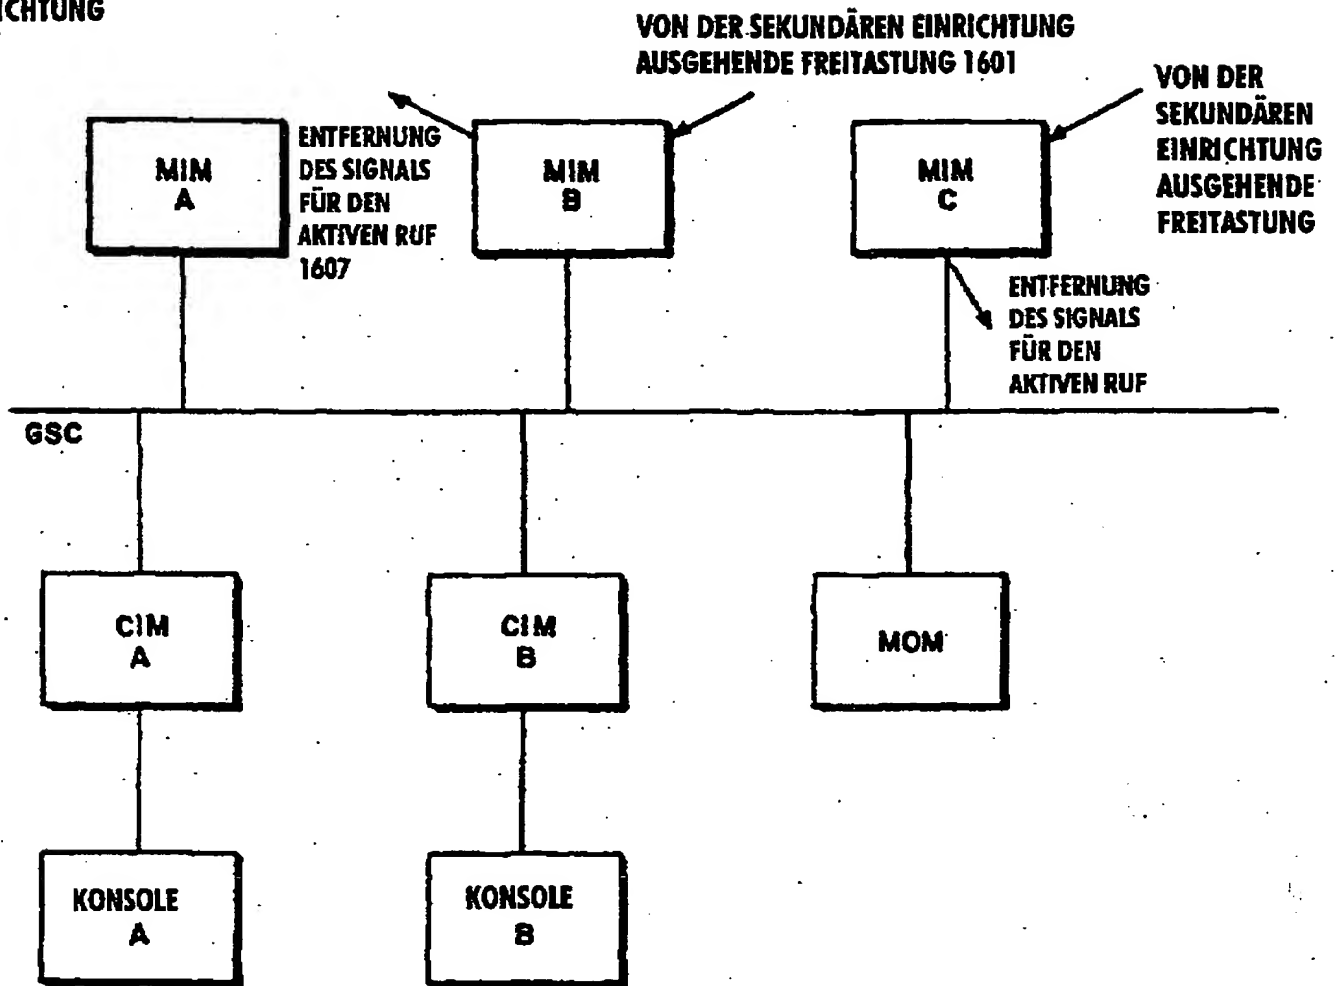 ICHTUNG
VON DER SEKUNDÄREN EINRICHTUNG
AUSGEHENDE FREITASTUNG 1601
VON DER
SEKUNDÄREN
EINRICHTUNG
AUSGEHENDE
FREITASTUNG
MIM
A
ENTFERNUNG
DES SIGNALS
FÜR DEN
AKTIVEN RUF
1607
MIM
B
MIM
C
ENTFERNUNG
DES SIGNALS
FÜR DEN
AKTIVEN RUF
GSC
CIM
A
CIM
B
MOM
KONSOLE
A
KONSOLE
B